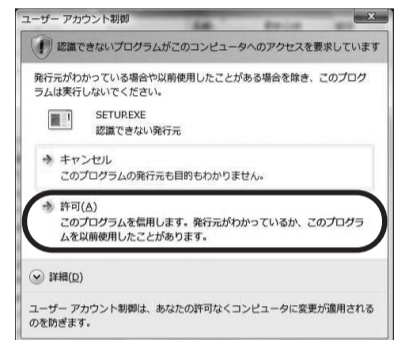 ユーザー アカウント制御
認識できないプログラムがこのコンピュータへのアクセスを要求しています
発行元がわかっている場合や以前使用したことがある場合を除き、このプログ
ラムは実行しないでください。
SETUP.EXE
認識できない発行元
キャンセル
このプログラムの発行元も目的もわかりません。
許可(A)
このプログラムを信用します。発行元がわかっているか、このプログラ
ムを以前使用したことがあります。
詳細(D)
ユーザー アカウント制御は、あなたの許可なくコンピュータに変更が適用される
のを防ぎます。